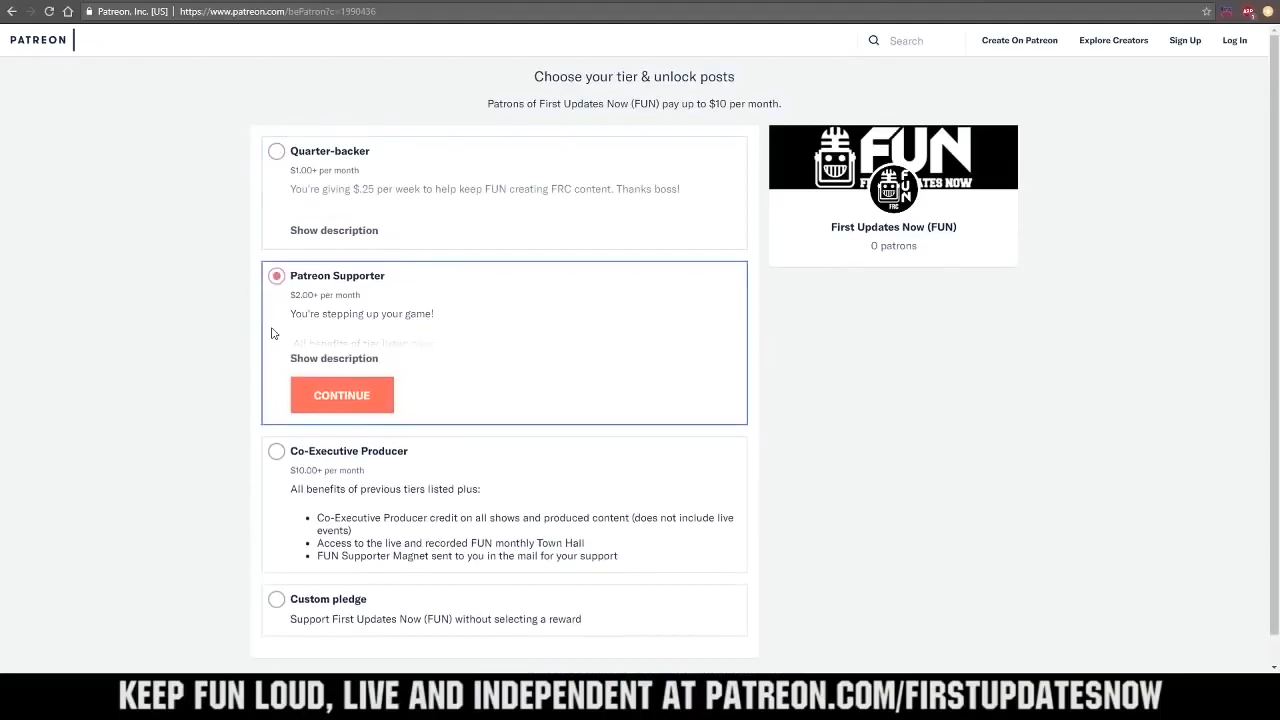 Patreon, Inc. [US] | https://www.patreon.com/bePatron?c=1990436
PATREON
Search
Create On Patreon
Explore Creators
Sign Up
Log In
Choose your tier & unlock posts
Patrons of First Updates Now (FUN) pay up to $10 per month.
Quarter-backer
$1.00+ per month
You're giving $.25 per week to help keep FUN creating FRC content. Thanks boss!
Show description
Patreon Supporter
$2.00+ per month
You're stepping up your game!
All benefits of tier listed
Show description
CONTINUE
Co-Executive Producer
$10.00+ per month
All benefits of previous tiers listed plus:
• Co-Executive Producer credit on all shows and produced content (does not include live
events)
• Access to the live and recorded FUN monthly Town Hall
• FUN Supporter Magnet sent to you in the mail for your support
Custom pledge
Support First Updates Now (FUN) without selecting a reward
FUN
FUN
FRC
First Updates Now (FUN)
0 patrons
KEEP FUN LOUD, LIVE AND INDEPENDENT AT PATREON.COM/FIRSTUPDATESNOW